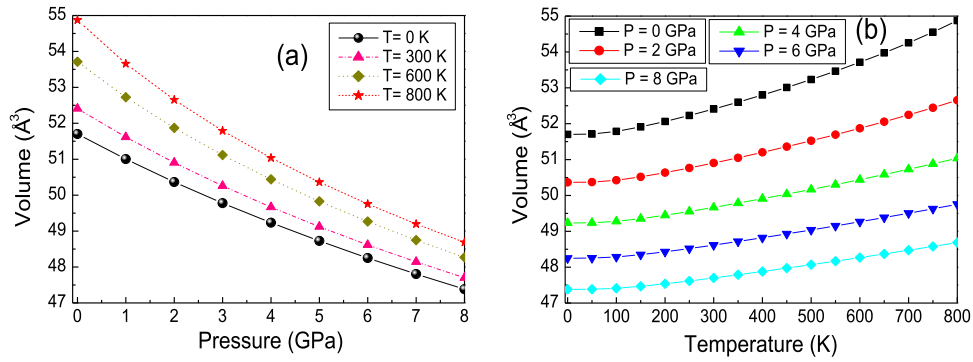 (a)
T= 0 K
T= 300 K
T= 600 K
T= 800 K
Volume (Å³)
55
54
53
52
51
50
49
48
47
0 1 2 3 4 5 6 7 8
Pressure (GPa)
(b)
P = 0 GPa
P = 4 GPa
P = 2 GPa
P = 6 GPa
P = 8 GPa
Volume (Å³)
55
54
53
52
51
50
49
48
47
0 100 200 300 400 500 600 700 800
Temperature (K)